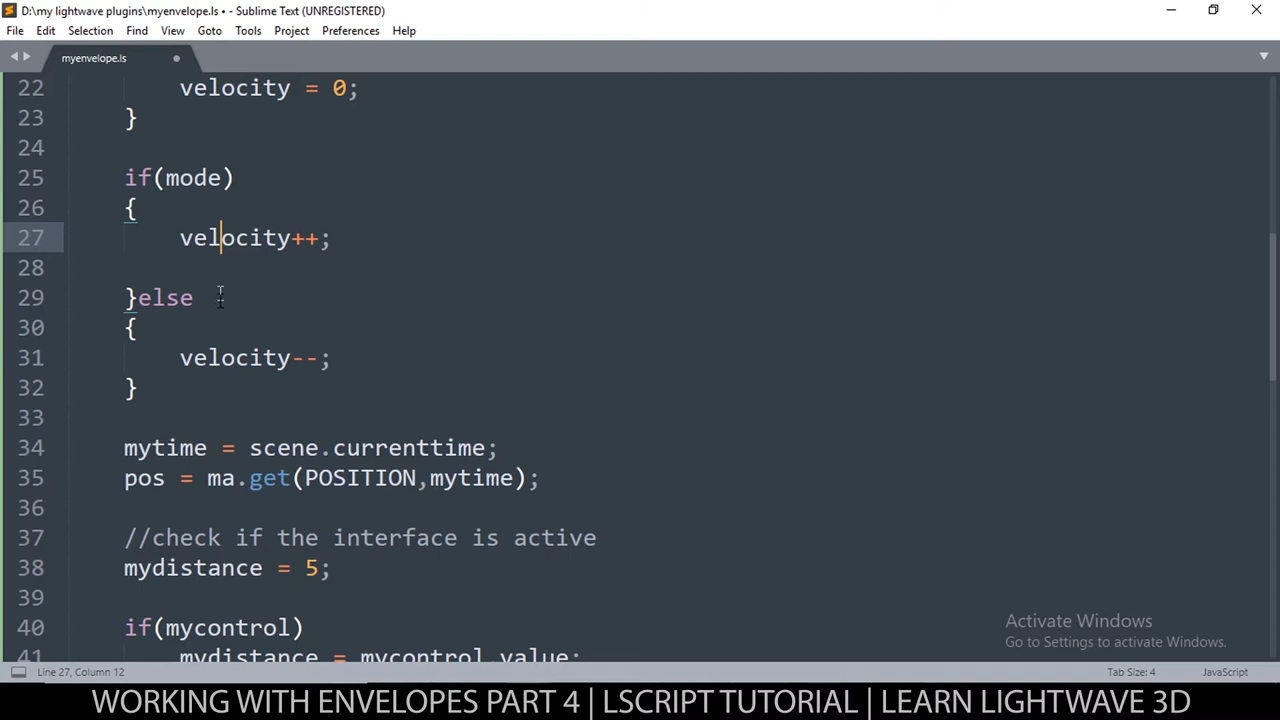 D:\my lightwave plugins\myenvelope.ls • - Sublime Text (UNREGISTERED)
File Edit Selection Find View Goto Tools Project Preferences Help
myenvelope.ls
22 velocity = 0;
23 }
24
25 if(mode)
26 {
27 velocity++;
28
29 }else
30 {
31 velocity--;
32 }
33
34 mytime = scene.currenttime;
35 pos = ma.get(POSITION,mytime);
36
37 //check if the interface is active
38 mydistance = 5;
39
40 if(mycontrol)
41 mydistance = mycontrol.value;
Activate Windows
Go to Settings to activate Windows.
Line 27, Column 12 Tab Size: 4 JavaScript
WORKING WITH ENVELOPES PART 4 | LSCRIPT TUTORIAL | LEARN LIGHTWAVE 3D